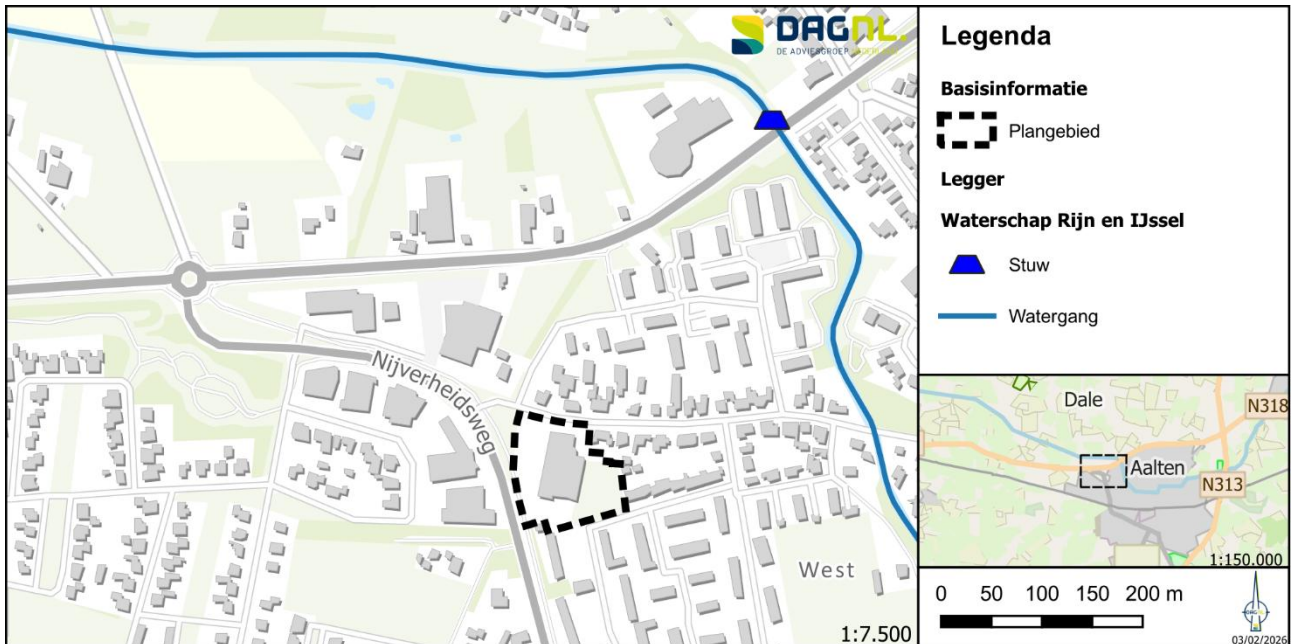 DAGNL.
DE ADVIESGROEP NEDERLAND
Nijverheidsweg
West
1:7.500
Legenda
Basisinformatie
Plangebied
Legger
Waterschap Rijn en IJssel
Stuw
Watergang
Dale
N318
Aalten
N313
1:150.000
0 50 100 150 200 m
03/02/2026